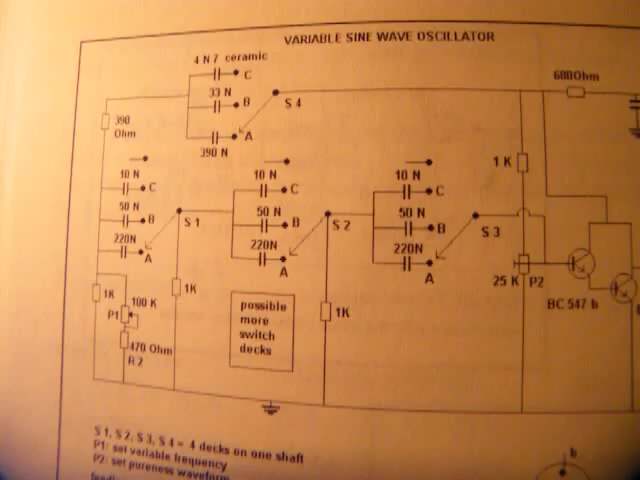 VARIABLE SINE WAVE OSCILLATOR
4 N 7 ceramic
C
33 N
B
S 4
A
390 N
390
Ohm
680Ohm
1 K
10 N
C
50 N
B
220N
A
S 1
10 N
C
50 N
B
220N
A
S 2
10 N
C
50 N
B
220N
A
S 3
25 K P2
BC 547 b
1K
100 K
P1
470 Ohm
R 2
1K
1K
possible
more
switch
decks
S 1, S 2, S 3, S 4 = 4 decks on one shaft
P1: set variable frequency
P2: set pureness waveform
b